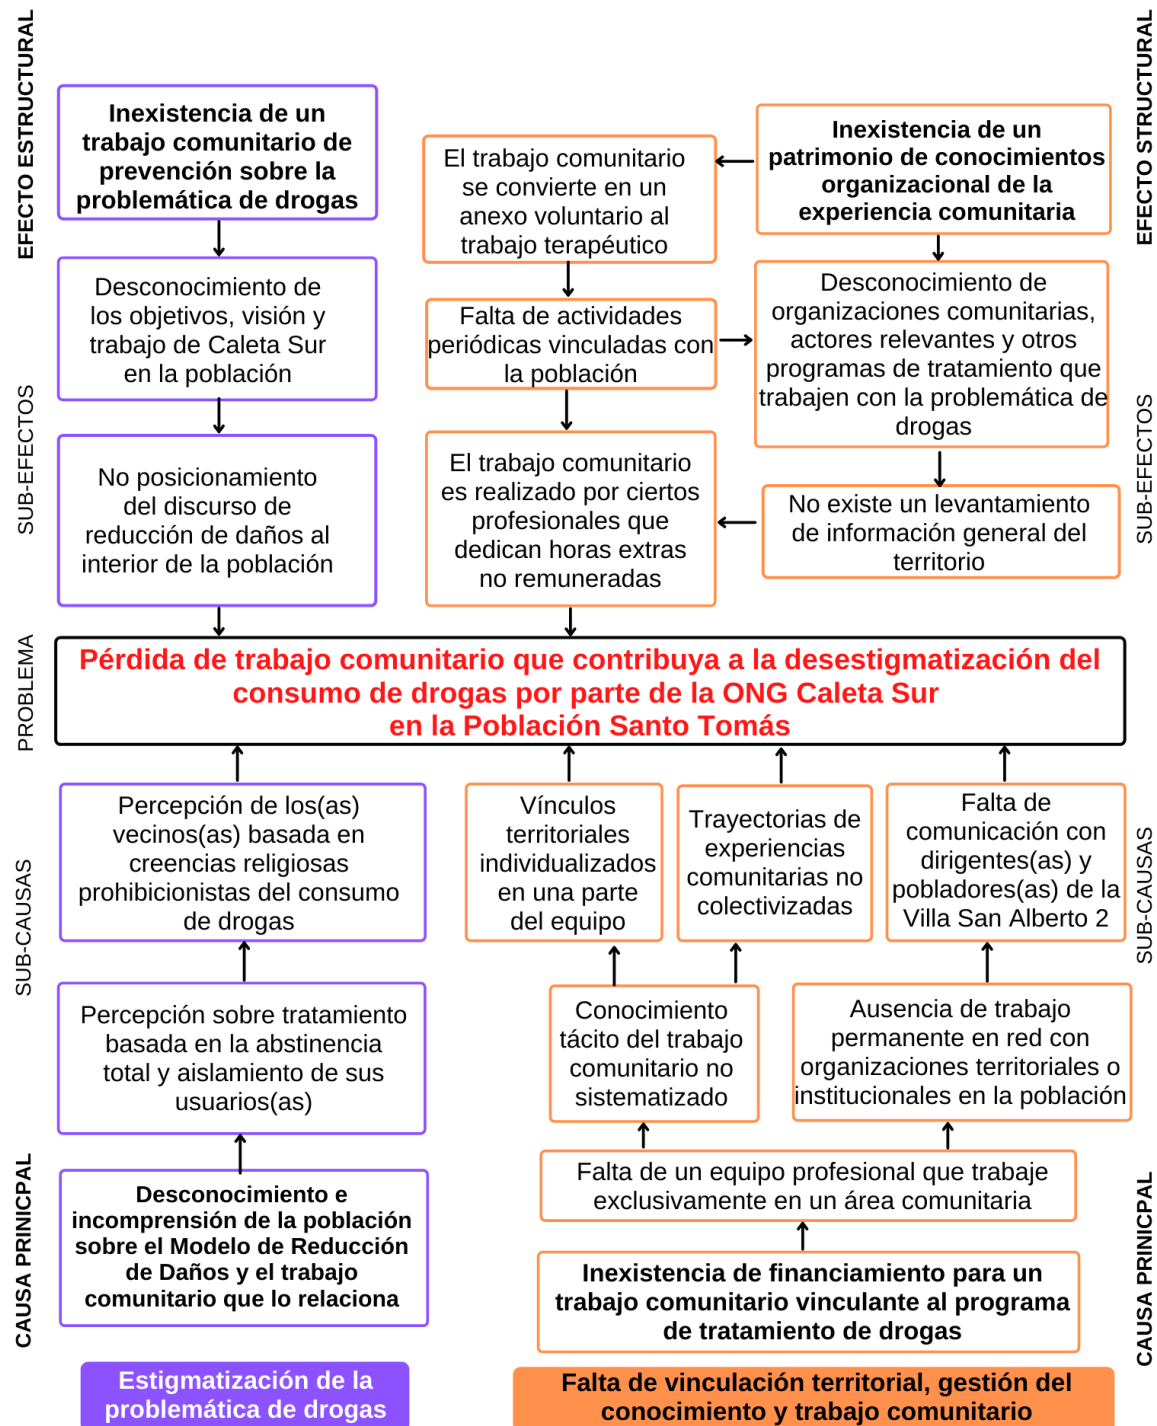 EFECTO ESTRUCTURAL
SUB-EFECTOS
PROBLEMA
SUB-CAUSAS
CAUSA PRINICPAL
Inexistencia de un
trabajo comunitario de
prevención sobre la
problemática de drogas
Desconocimiento de
los objetivos, visión y
trabajo de Caleta Sur
en la población
No posicionamiento
del discurso de
reducción de daños al
interior de la población
El trabajo comunitario
se convierte en un
anexo voluntario al
trabajo terapéutico
Falta de actividades
periódicas vinculadas con
la población
El trabajo comunitario
es realizado por ciertos
profesionales que
dedican horas extras
no remuneradas
Inexistencia de un
patrimonio de conocimientos
organizacional de la
experiencia comunitaria
Desconocimiento de
organizaciones comunitarias,
actores relevantes y otros
programas de tratamiento que
trabajen con la problemática de
drogas
No existe un levantamiento
de información general del
territorio
Pérdida de trabajo comunitario que contribuya a la desestigmatización del
consumo de drogas por parte de la ONG Caleta Sur
en la Población Santo Tomás
Percepción de los(as)
vecinos(as) basada en
creencias religiosas
prohibicionistas del consumo
de drogas
Percepción sobre tratamiento
basada en la abstinencia
total y aislamiento de sus
usuarios(as)
Desconocimiento e
incomprensión de la población
sobre el Modelo de Reducción
de Daños y el trabajo
comunitario que lo relaciona
Estigmatización de la
problemática de drogas
Vínculos
territoriales
individualizados
en una parte
del equipo
Trayectorias de
experiencias
comunitarias no
colectivizadas
Falta de
comunicación con
dirigentes(as) y
pobladores(as) de la
Villa San Alberto 2
Conocimiento
tácito del trabajo
comunitario no
sistematizado
Ausencia de trabajo
permanente en red con
organizaciones territoriales o
institucionales en la población
Falta de un equipo profesional que trabaje
exclusivamente en un área comunitaria
Inexistencia de financiamiento para un
trabajo comunitario vinculante al programa
de tratamiento de drogas
Falta de vinculación territorial, gestión del
conocimiento y trabajo comunitario
EFECTO ESTRUCTURAL
SUB-EFECTOS
SUB-CAUSAS
CAUSA PRINICPAL